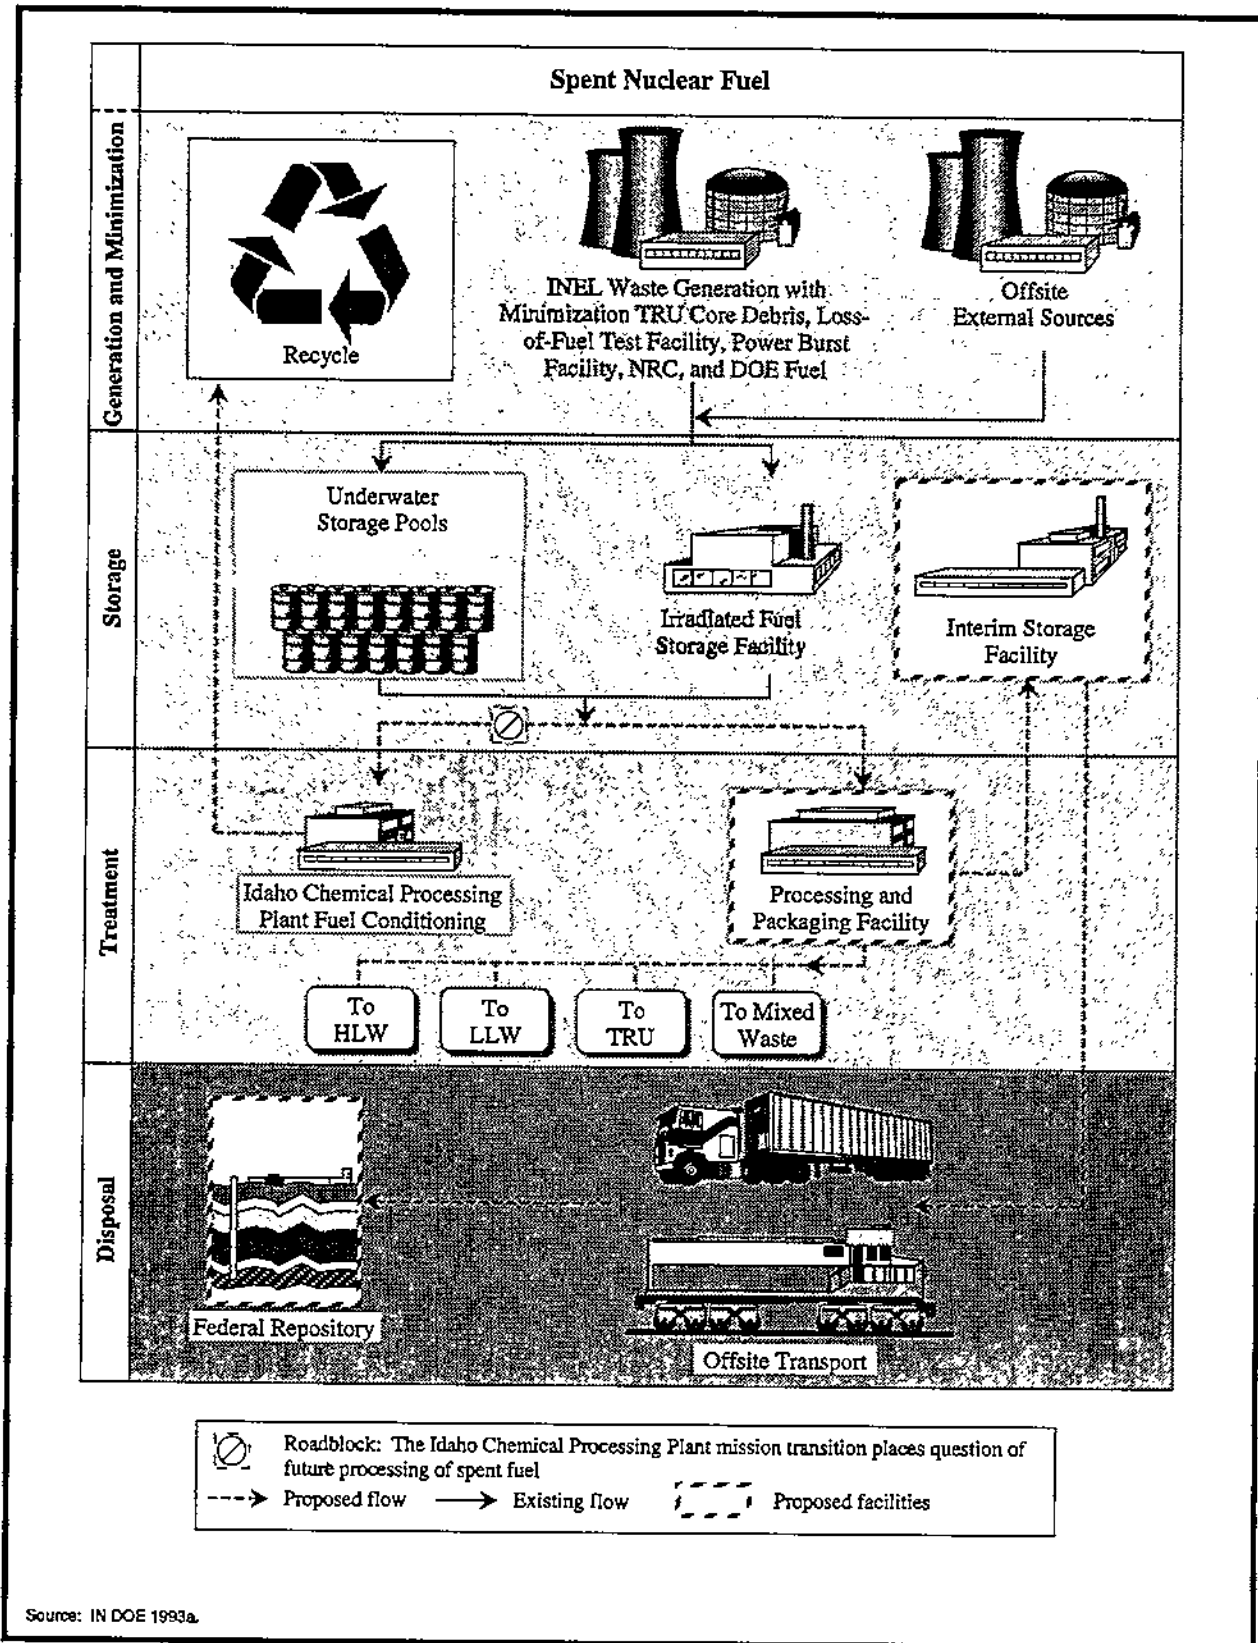 Spent Nuclear Fuel
Generation and Minimization
Recycle
INEL Waste Generation with
Minimization TRU Core Debris, Loss-
of-Fuel Test Facility, Power Burst
Facility, NRC, and DOE Fuel
Offsite
External Sources
Storage
Underwater
Storage Pools
Irradiated Fuel
Storage Facility
Interim Storage
Facility
Treatment
Idaho Chemical Processing
Plant Fuel Conditioning
Processing and
Packaging Facility
To
HLW
To
LLW
To
TRU
To Mixed
Waste
Disposal
Federal Repository
Offsite Transport
Roadblock: The Idaho Chemical Processing Plant mission transition places question of
future processing of spent fuel
Proposed flow
Existing flow
Proposed facilities
Source: IN DOE 1993a.